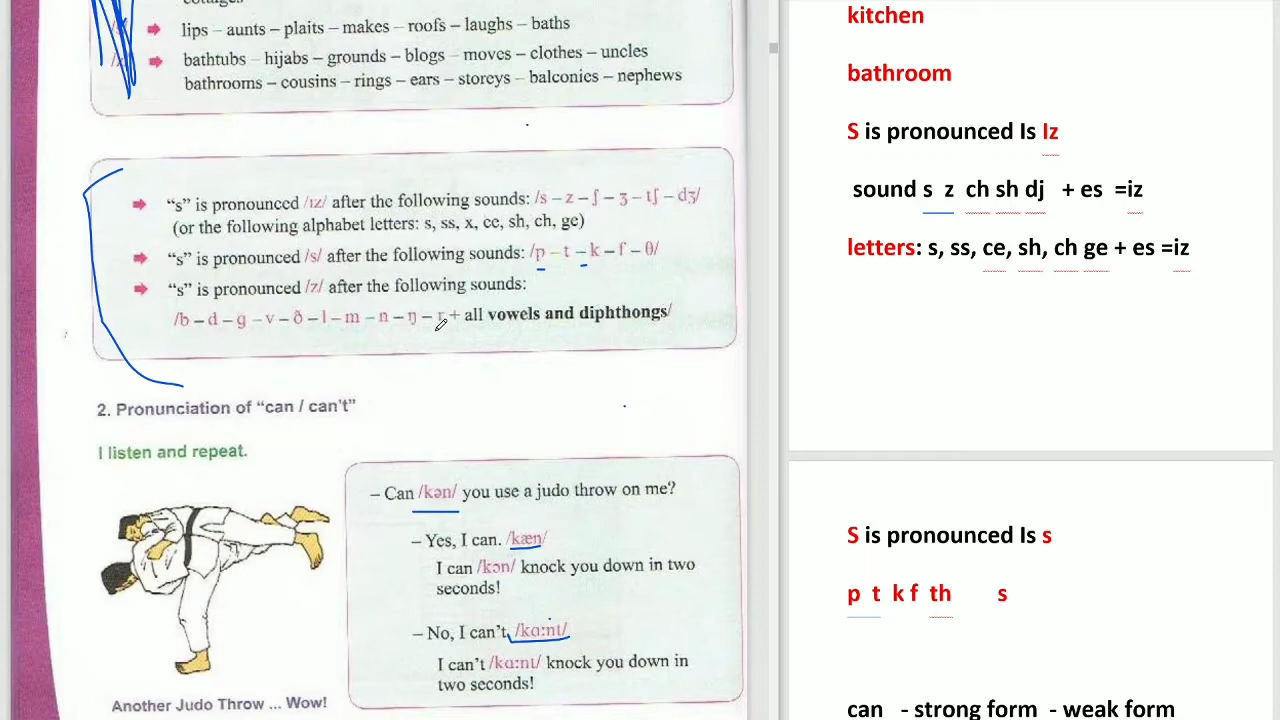 cottages
➡ lips – aunts – plaits – makes – roofs – laughs – baths
➡ bathtubs – hijabs – grounds – blogs – moves – clothes – uncles
bathrooms – cousins – rings – ears – storeys – balconies – nephews
➡ “s” is pronounced /ɪz/ after the following sounds: /s – z – ʃ – ʒ – tʃ – dʒ/
(or the following alphabet letters: s, ss, x, ce, sh, ch, ge)
➡ “s” is pronounced /s/ after the following sounds: /p – t – k – f – θ/
➡ “s” is pronounced /z/ after the following sounds:
/b – d – g – v – ð – l – m – n – ŋ – r + all vowels and diphthongs/
2. Pronunciation of “can / can’t”
I listen and repeat.
– Can /kən/ you use a judo throw on me?
– Yes, I can. /kæn/
I can /kən/ knock you down in two
seconds!
– No, I can’t /kɑːnt/
I can’t /kɑːnt/ knock you down in
two seconds!
Another Judo Throw ... Wow!
kitchen
bathroom
S is pronounced Is Iz
sound s z ch sh dj + es =iz
letters: s, ss, ce, sh, ch ge + es =iz
S is pronounced Is s
p t k f th s
can - strong form - weak form